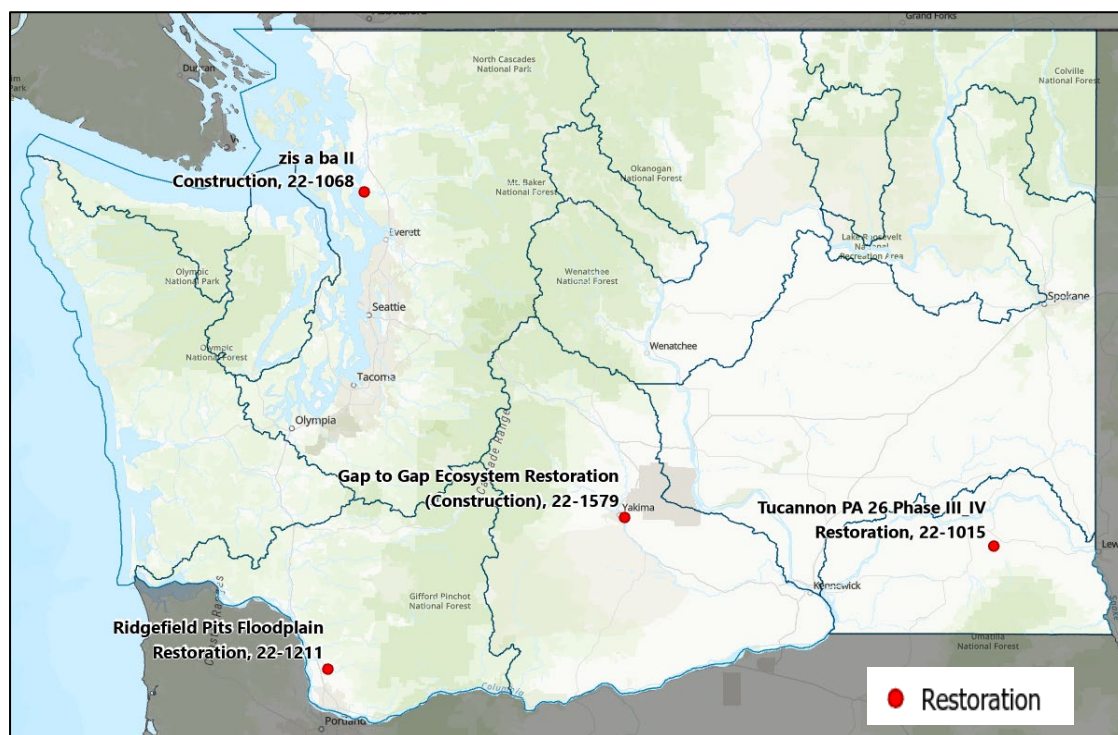 Grand Forks
Duncan
North Cascades
National Park
Colville
National Forest
zis a ba II
Construction, 22-1068
Okanogan
National Forest
Mt. Baker
National Forest
Everett
Lake Roosevelt
National
Recreation Area
Olympic
National Park
Wenatchee
National Forest
Spokane
Seattle
Olympic
National Forest
Wenatchee
Tacoma
Olympia
Cascade Range
Gap to Gap Ecosystem Restoration
(Construction), 22-1579
Yakima
Tucannon PA 26 Phase III_IV
Restoration, 22-1015
Kennewick
Gifford Pinchot
National Forest
Ridgefield Pits Floodplain
Restoration, 22-1211
Umatilla
National Forest
Columbia
Portland
Restoration